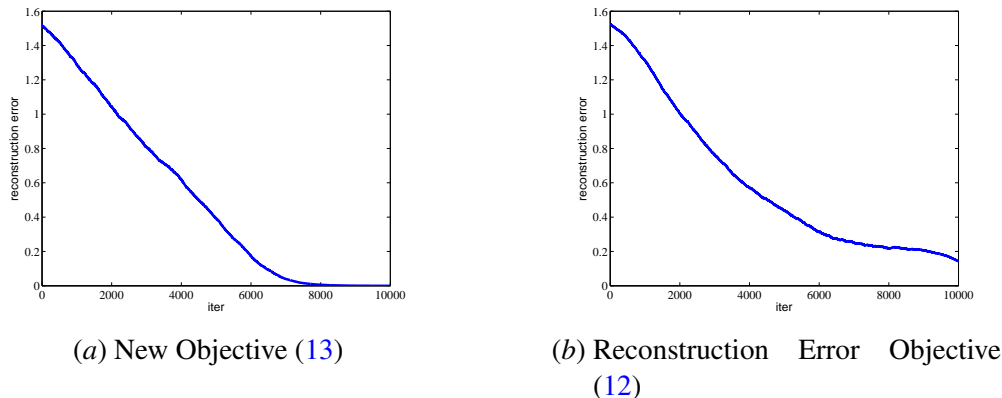 1.6
1.4
1.2
1
0.8
0.6
0.4
0.2
0
reconstruction error
0 2000 4000 6000 8000 10000
iter
(a) New Objective (13)
1.6
1.4
1.2
1
0.8
0.6
0.4
0.2
0
reconstruction error
0 2000 4000 6000 8000 10000
iter
(b) Reconstruction Error Objective
(12)